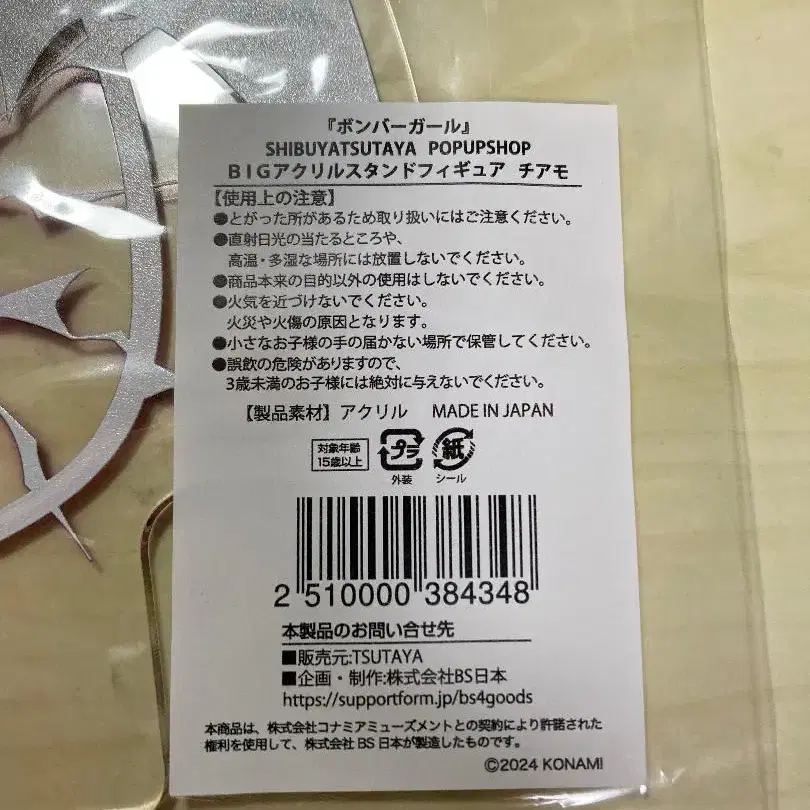 『ボンバーガール』
SHIBUYATSUTAYA POPUPSHOP
BIGアクリルスタンドフィギュア チアモ
【使用上の注意】
●とがった所があるため取り扱いにはご注意ください。
●直射日光の当たるところや、
高温・多湿な場所には放置しないでください。
●商品本来の目的以外の使用はしないでください。
●火気を近づけないでください。
火災や火傷の原因となります。
●小さなお子様の手の届かない場所で保管してください。
●誤飲の危険がありますので、
3歳未満のお子様には絶対に与えないでください。
【製品素材】アクリル MADE IN JAPAN
対象年齢
15歳以上
プラ
外装
紙
シール
2 510000 384348
本製品のお問い合せ先
■販売元:TSUTAYA
■企画・制作:株式会社BS日本
https://supportform.jp/bs4goods
本商品は、株式会社コナミアミューズメントとの契約により許諾された
権利を使用して、株式会社 BS 日本が製造したものです。
©2024 KONAMI